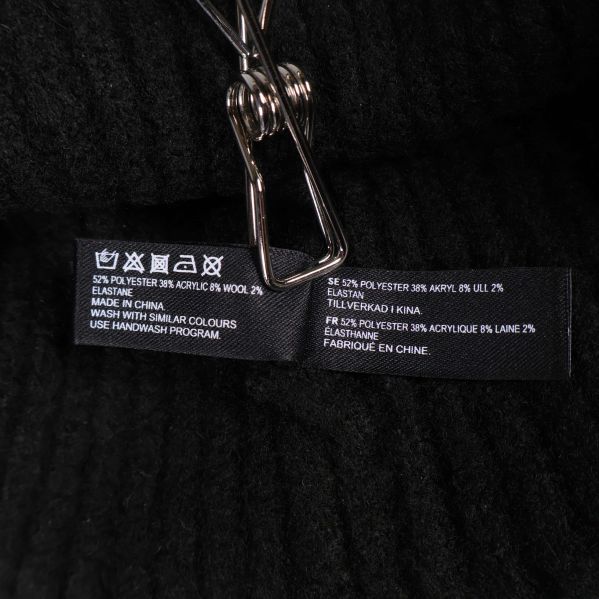 52% POLYESTER 38% ACRYLIC 8% WOOL 2%
ELASTANE
MADE IN CHINA.
WASH WITH SIMILAR COLOURS
USE HANDWASH PROGRAM.
SE 52% POLYESTER 38% AKRYL 8% ULL 2%
ELASTAN
TILLVERKAD I KINA.
FR 52% POLYESTER 38% ACRYLIQUE 8% LAINE 2%
ÉLASTHANNE
FABRIQUÉ EN CHINE.